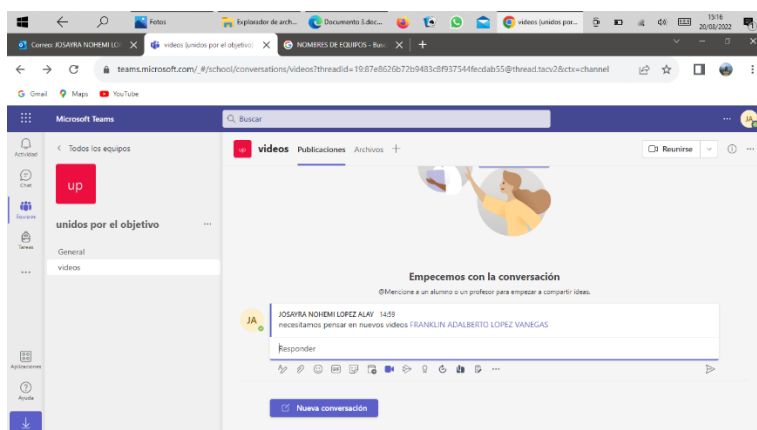 Fotos
Explorador de arch...
Documento 3.doc...
videos (unidos por...
15:16
20/03/2022
Correo: JOSAYRA NOHEMI LO
videos (unidos por el objetivo)
NOMBRES DE EQUIPOS - Bus
teams.microsoft.com/_#/school/conversations/videos?threadId=19:87e8626b72b9483c8f937544fecdab55@thread.tacv2&ctx=channel
Gmail
Maps
YouTube
Microsoft Teams
Buscar
JA
Actividad
Chat
Equipos
Tareas
Aplicaciones
Ayuda
Todos los equipos
up
unidos por el objetivo
General
videos
up
videos
Publicaciones
Archivos
Reunirse
Empecemos con la conversación
@Mencione a un alumno o un profesor para empezar a compartir ideas.
JA
JOSAYRA NOHEMI LOPEZ ALAY 14:59
necesitamos pensar en nuevos videos FRANKLIN ADALBERTO LOPEZ VANEGAS
Responder
Nueva conversación